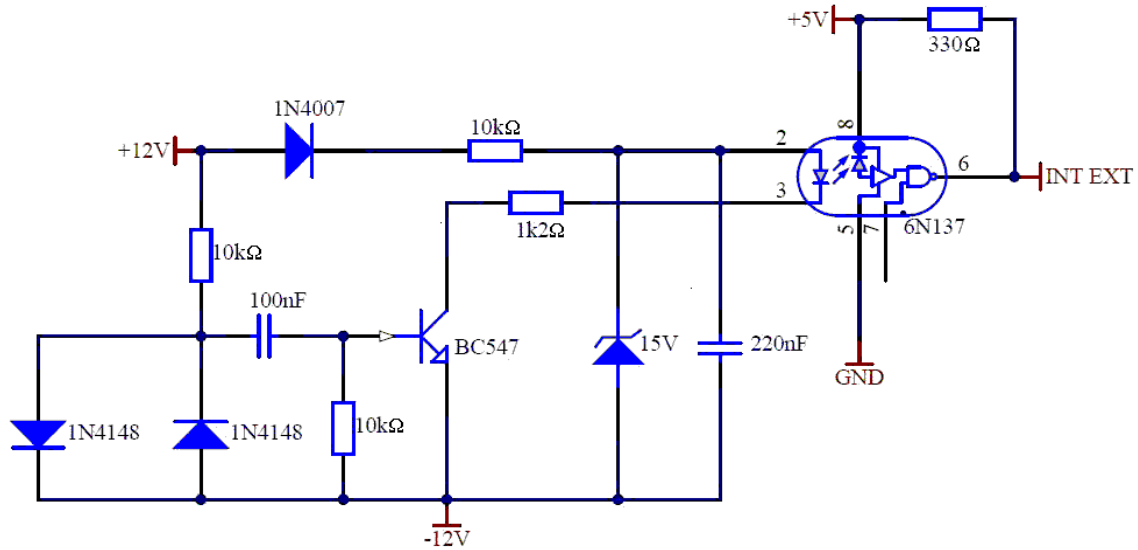 +5V
330Ω
1N4007
10kΩ
+12V
2
8
6
INT EXT
3
1k2Ω
5
7
6N137
10kΩ
100nF
BC547
15V
220nF
GND
1N4148
1N4148
10kΩ
-12V